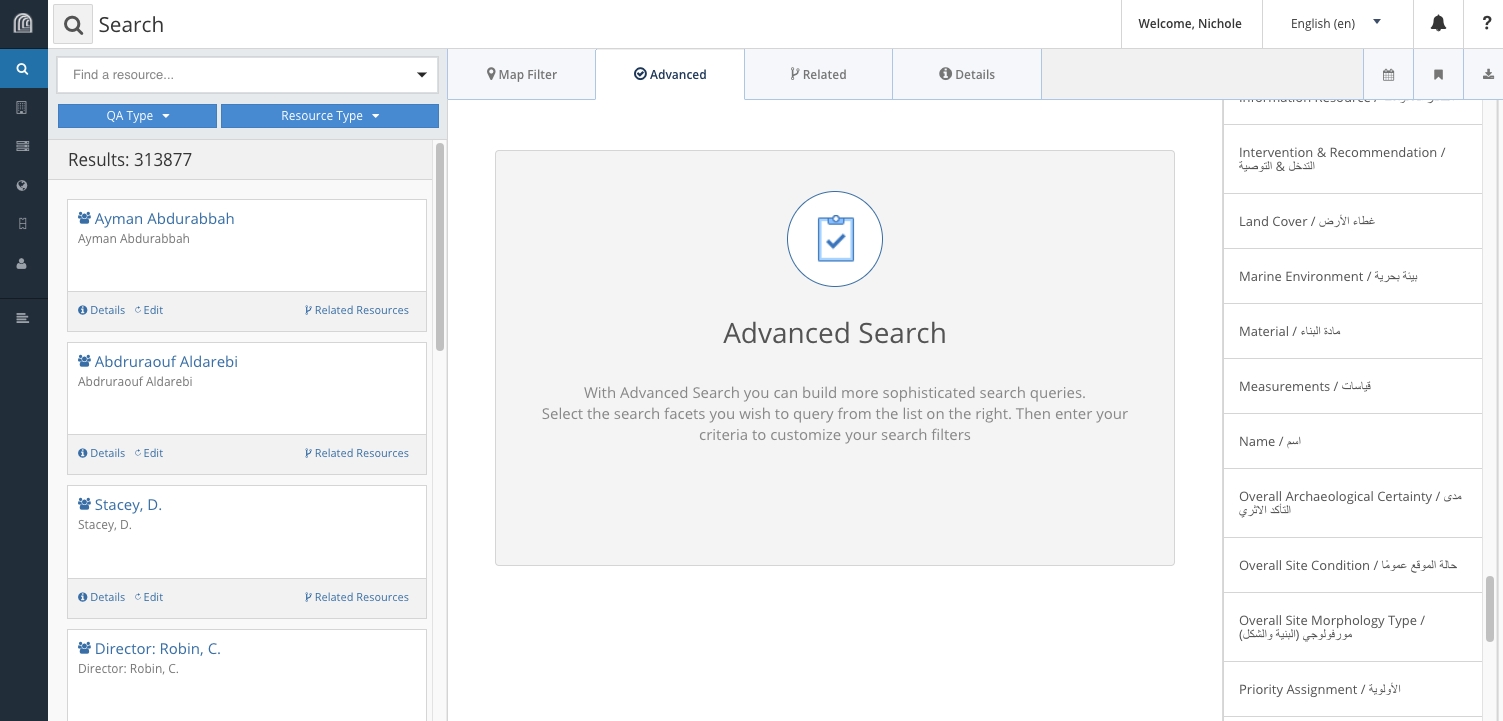 Search
Welcome, Nichole
English (en)
?
Find a resource...
QA Type
Resource Type
Results: 313877
Ayman Abdurabbah
Ayman Abdurabbah
Details Edit Related Resources
Abdruraouf Aldarebi
Abdruraouf Aldarebi
Details Edit Related Resources
Stacey, D.
Stacey, D.
Details Edit Related Resources
Director: Robin, C.
Director: Robin, C.
Map Filter
Advanced
Related
Details
Advanced Search
With Advanced Search you can build more sophisticated search queries.
Select the search facets you wish to query from the list on the right. Then enter your
criteria to customize your search filters
Information Resource /
Intervention & Recommendation /
التدخل & التوصية
Land Cover / غطاء الأرض
Marine Environment / بيئة بحرية
Material / مادة البناء
Measurements / قياسات
Name / اسم
Overall Archaeological Certainty / مدى
التأكد الاثري
Overall Site Condition / حالة الموقع عمومًا
Overall Site Morphology Type /
مورفولوجي (البنية والشكل)
Priority Assignment / الأولوية